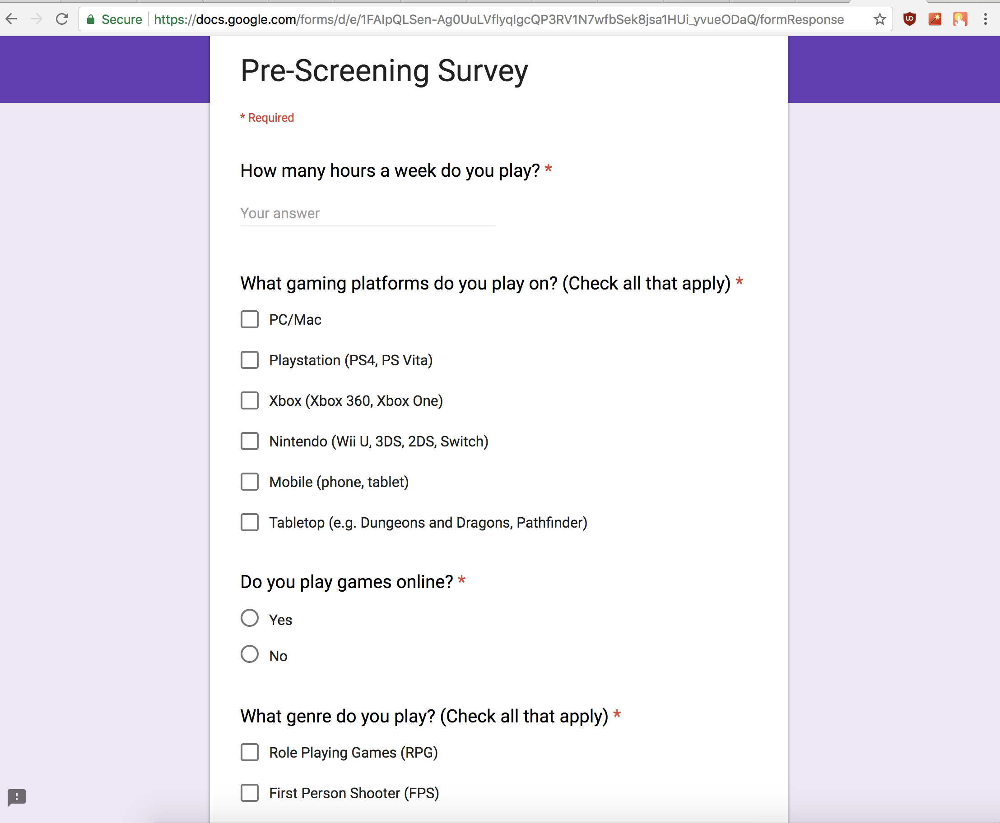 Secure https://docs.google.com/forms/d/e/1FAIpQLSen-Ag0UuLVflyqIgcQP3RV1N7wfbSek8jsa1HUi_yvueODaQ/formResponse
Pre-Screening Survey
* Required
How many hours a week do you play? *
Your answer
What gaming platforms do you play on? (Check all that apply) *
PC/Mac
Playstation (PS4, PS Vita)
Xbox (Xbox 360, Xbox One)
Nintendo (Wii U, 3DS, 2DS, Switch)
Mobile (phone, tablet)
Tabletop (e.g. Dungeons and Dragons, Pathfinder)
Do you play games online? *
Yes
No
What genre do you play? (Check all that apply) *
Role Playing Games (RPG)
First Person Shooter (FPS)